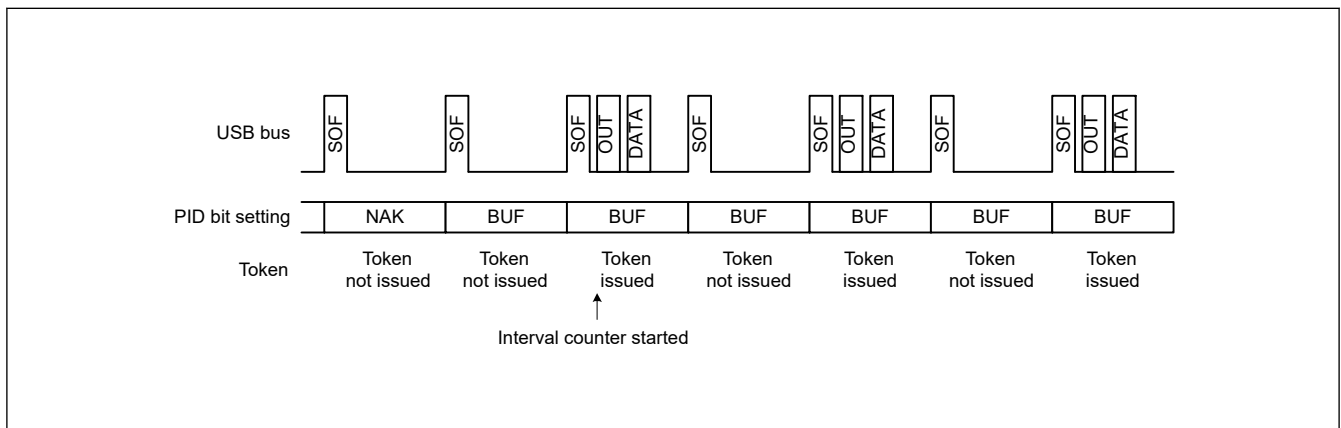 USB bus SOF SOF SOF OUT DATA SOF SOF OUT DATA SOF SOF OUT DATA
PID bit setting NAK BUF BUF BUF BUF BUF BUF
Token Token not issued Token not issued Token issued Token not issued Token issued Token not issued Token issued
Interval counter started